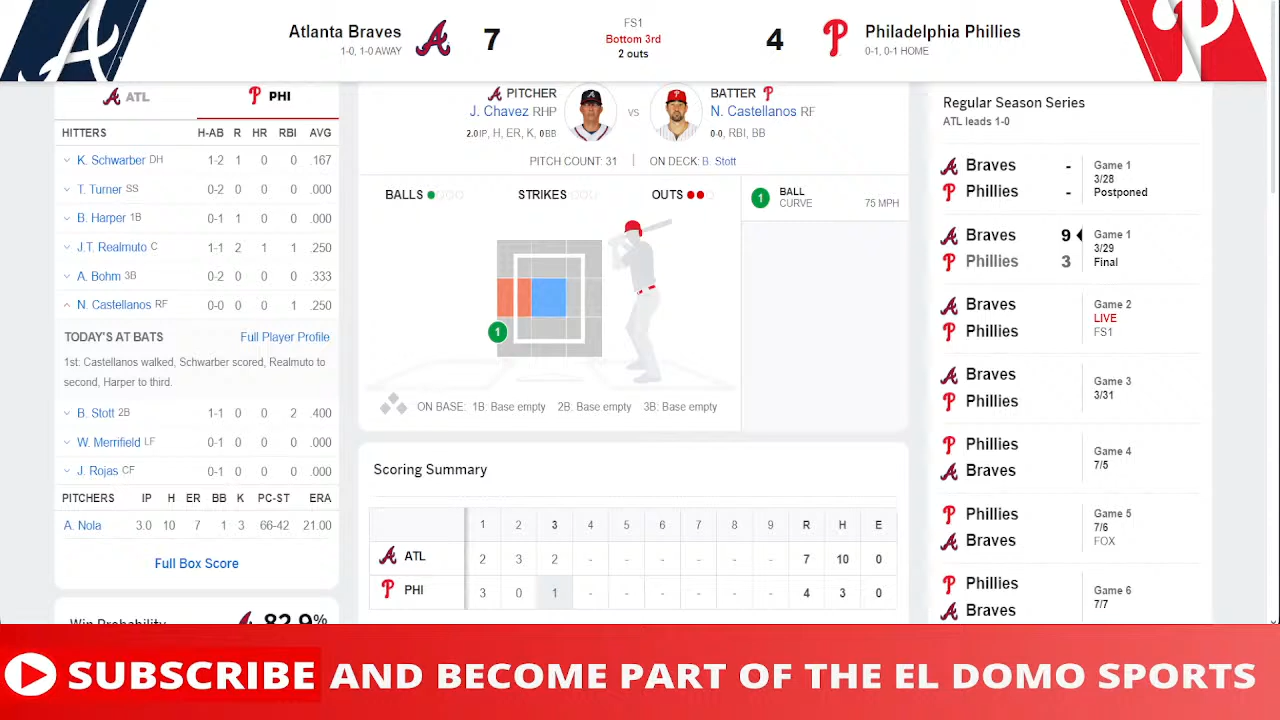 Atlanta Braves
1-0, 1-0 AWAY
7
FS1
Bottom 3rd
2 outs
4
Philadelphia Phillies
0-1, 0-1 HOME
ATL
PHI
HITTERS H-AB R HR RBI AVG
K. Schwarber DH 1-2 1 0 0 .167
T. Turner SS 0-2 0 0 0 .000
B. Harper 1B 0-1 1 0 0 .000
J.T. Realmuto C 1-1 2 1 1 .250
A. Bohm 3B 0-2 0 0 0 .333
N. Castellanos RF 0-0 0 0 1 .250
TODAY'S AT BATS Full Player Profile
1st: Castellanos walked, Schwarber scored, Realmuto to
second, Harper to third.
B. Stott 2B 1-1 0 0 2 .400
W. Merrifield LF 0-1 0 0 0 .000
J. Rojas CF 0-1 0 0 0 .000
PITCHERS IP H ER BB K PC-ST ERA
A. Nola 3.0 10 7 1 3 66-42 21.00
Full Box Score
Win Probability 82.9%
PITCHER
J. Chavez RHP
2.0IP, H, ER, K, 0BB
vs
BATTER
N. Castellanos RF
0-0, RBI, BB
PITCH COUNT: 31 ON DECK: B. Stott
BALLS STRIKES OUTS
1
1 BALL
CURVE 75 MPH
ON BASE: 1B: Base empty 2B: Base empty 3B: Base empty
Scoring Summary
1 2 3 4 5 6 7 8 9 R H E
ATL 2 3 2 - - - - - - 7 10 0
PHI 3 0 1 - - - - - - 4 3 0
Regular Season Series
ATL leads 1-0
Braves - Game 1
3/28
Phillies - Postponed
Braves 9 Game 1
3/29
Phillies 3 Final
Braves Game 2
LIVE
Phillies FS1
Braves Game 3
Phillies 3/31
Phillies Game 4
Braves 7/5
Phillies Game 5
7/6
Braves FOX
Phillies Game 6
Braves 7/7
SUBSCRIBE AND BECOME PART OF THE EL DOMO SPORTS